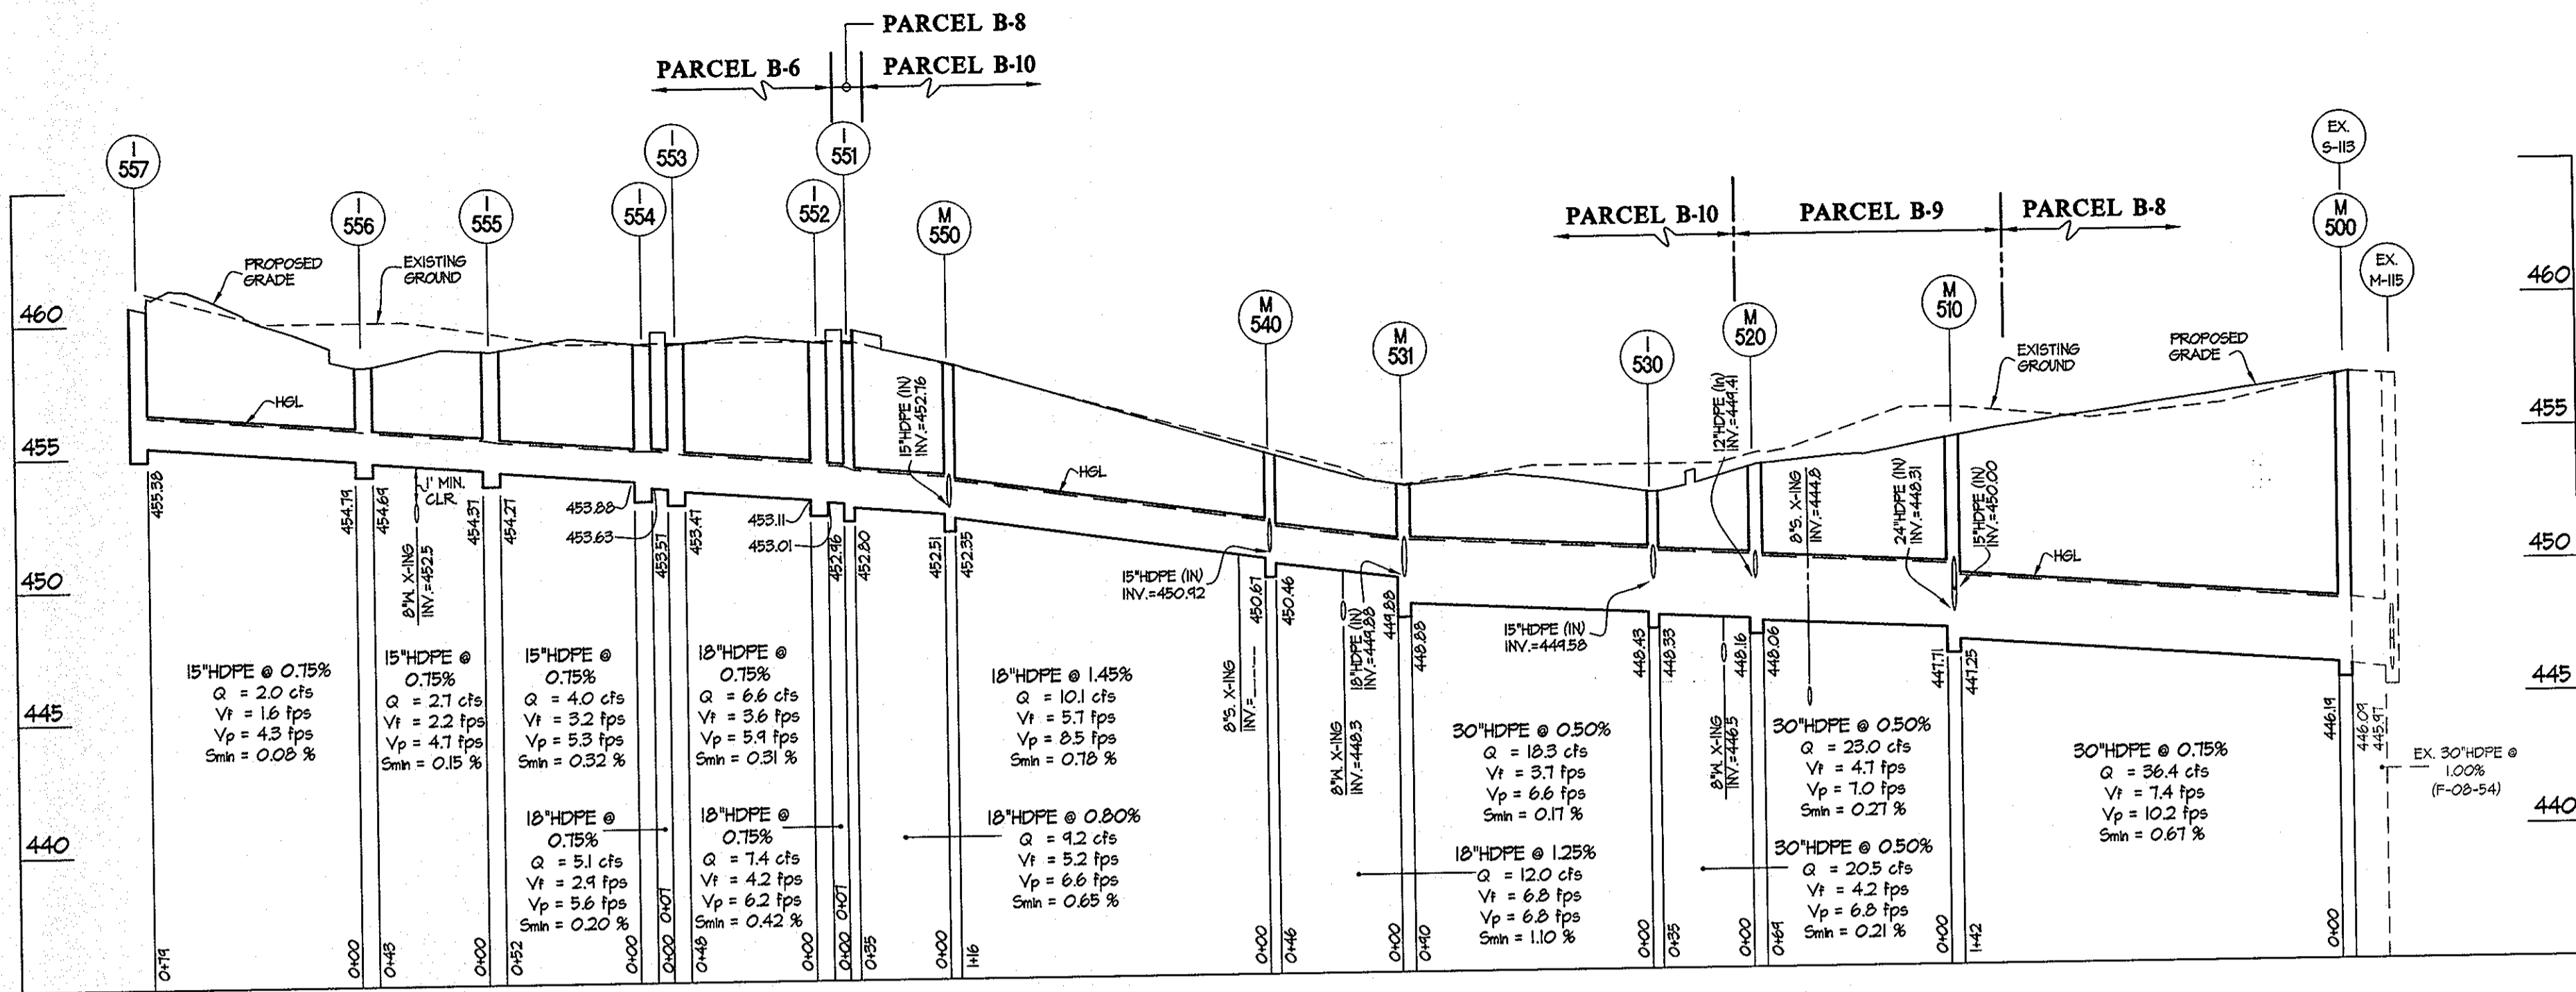 PARCEL B-8
PARCEL B-6
PARCEL B-10
I
557
I
556
I
555
I
554
I
553
I
552
I
551
M
550
M
540
M
531
I
530
M
520
M
510
EX.
S-113
M
500
EX.
M-115
PARCEL B-10
PARCEL B-9
PARCEL B-8
460
455
450
445
440
460
455
450
445
440
PROPOSED
GRADE
EXISTING
GROUND
HGL
HGL
EXISTING
GROUND
PROPOSED
GRADE
HGL
455.38
454.79
454.69
8"W. X-ING
INV.=452.5
1' MIN.
CLR.
454.37
454.27
453.88
453.63
453.57
453.47
453.11
453.01
452.96
452.80
15"HDPE (IN)
INV.=452.76
452.51
452.35
15"HDPE (IN)
INV.=450.92
8"S. X-ING
INV.=
450.67
450.46
8"W. X-ING
INV.=448.3
18"HDPE (IN)
INV.=449.88
449.88
448.88
15"HDPE (IN)
INV.=449.58
448.43
448.33
8"W. X-ING
INV.=446.5
12"HDPE (In)
INV.=449.41
448.16
448.06
8"S. X-ING
INV.=444.8
24"HDPE (IN)
INV.=448.31
15"HDPE (IN)
INV.=450.00
447.71
447.25
446.19
446.09
445.97
15"HDPE @ 0.75%
Q = 2.0 cfs
Vf = 1.6 fps
Vp = 4.3 fps
Smin = 0.08 %
15"HDPE @
0.75%
Q = 2.7 cfs
Vf = 2.2 fps
Vp = 4.7 fps
Smin = 0.15 %
15"HDPE @
0.75%
Q = 4.0 cfs
Vf = 3.2 fps
Vp = 5.3 fps
Smin = 0.32 %
18"HDPE @
0.75%
Q = 5.1 cfs
Vf = 2.9 fps
Vp = 5.6 fps
Smin = 0.20 %
18"HDPE @
0.75%
Q = 6.6 cfs
Vf = 3.6 fps
Vp = 5.9 fps
Smin = 0.31 %
18"HDPE @
0.75%
Q = 7.4 cfs
Vf = 4.2 fps
Vp = 6.2 fps
Smin = 0.42 %
18"HDPE @ 1.45%
Q = 10.1 cfs
Vf = 5.7 fps
Vp = 8.5 fps
Smin = 0.78 %
18"HDPE @ 0.80%
Q = 9.2 cfs
Vf = 5.2 fps
Vp = 6.6 fps
Smin = 0.65 %
30"HDPE @ 0.50%
Q = 18.3 cfs
Vf = 3.7 fps
Vp = 6.6 fps
Smin = 0.17 %
18"HDPE @ 1.25%
Q = 12.0 cfs
Vf = 6.8 fps
Vp = 6.8 fps
Smin = 1.10 %
30"HDPE @ 0.50%
Q = 23.0 cfs
Vf = 4.7 fps
Vp = 7.0 fps
Smin = 0.27 %
30"HDPE @ 0.50%
Q = 20.5 cfs
Vf = 4.2 fps
Vp = 6.8 fps
Smin = 0.21 %
30"HDPE @ 0.75%
Q = 36.4 cfs
Vf = 7.4 fps
Vp = 10.2 fps
Smin = 0.67 %
EX. 30"HDPE @
1.00%
(F-08-54)
0+79
0+00
0+43
0+00
0+52
0+00
0+07
0+00
0+48
0+00
0+07
0+00
0+35
0+00
1+16
0+00
0+46
0+00
0+90
0+00
0+35
0+00
0+69
0+00
1+42
0+00